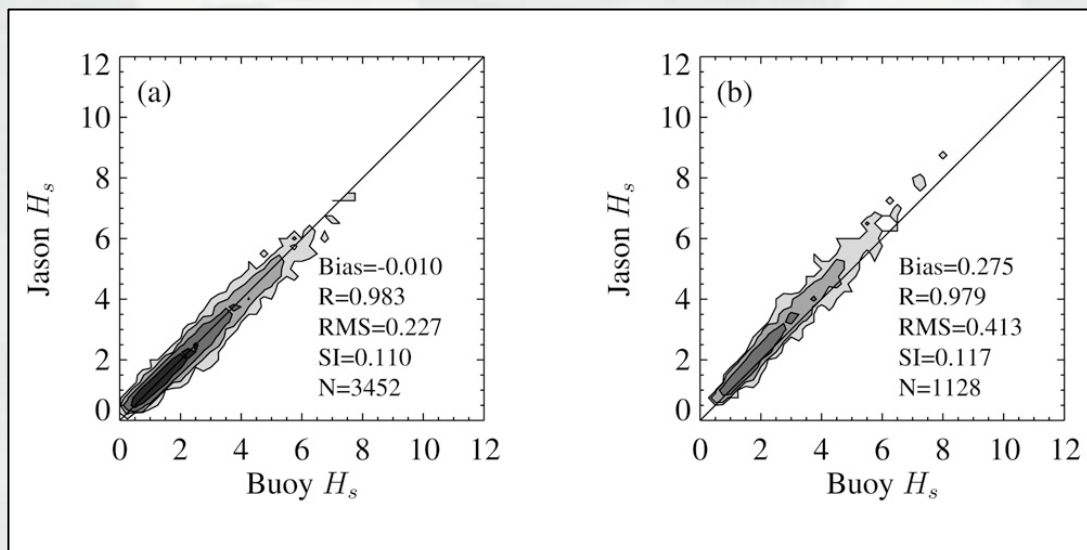 (a)
12
10
8
6
4
2
0
Jason Hs
Bias=-0.010
R=0.983
RMS=0.227
SI=0.110
N=3452
0 2 4 6 8 10 12
Buoy Hs
(b)
12
10
8
6
4
2
0
Jason Hs
Bias=0.275
R=0.979
RMS=0.413
SI=0.117
N=1128
0 2 4 6 8 10 12
Buoy Hs